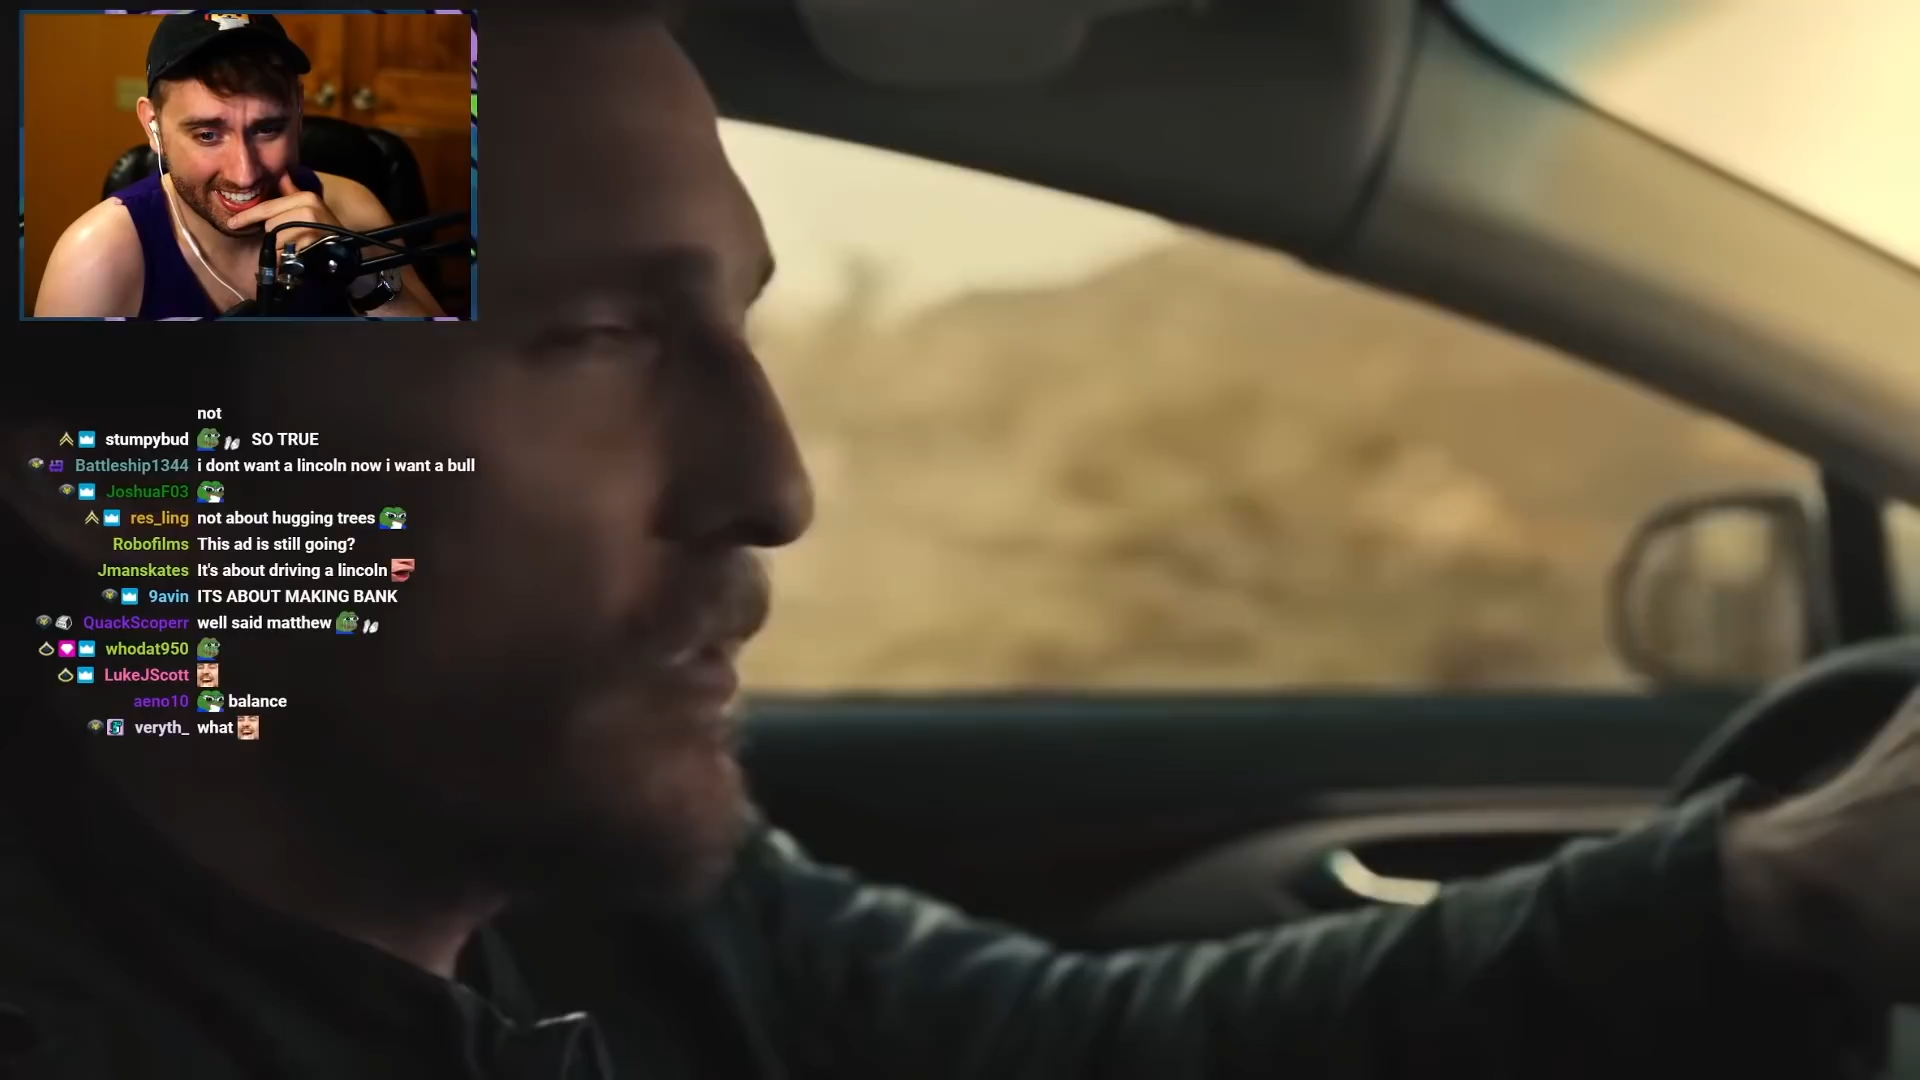 not
stumpybud SO TRUE
Battleship1344 i dont want a lincoln now i want a bull
JoshuaF03
res_ling not about hugging trees
Robofilms This ad is still going?
Jmanskates It's about driving a lincoln
9avin ITS ABOUT MAKING BANK
QuackScoperr well said matthew
whodat950
LukeJScott
aeno10 balance
veryth_ what